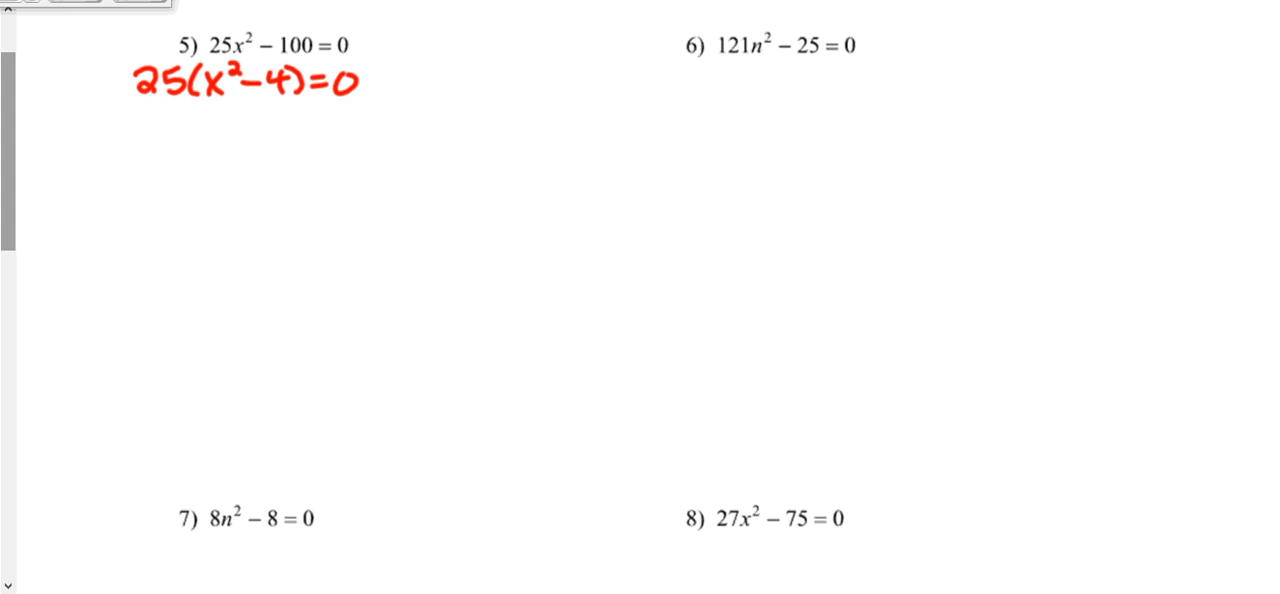 5) 25x² – 100 = 0
25(x²-4)=0
6) 121n² – 25 = 0
7) 8n² – 8 = 0
8) 27x² – 75 = 0